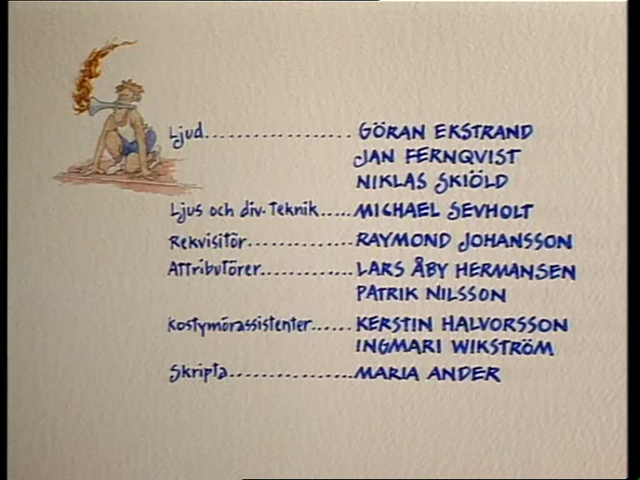 Ljud.................. GÖRAN EKSTRAND
JAN FERNQVIST
NIKLAS SKIÖLD
Ljus och div. Teknik.....MICHAEL SEVHOLT
Rekvisitör.............RAYMOND JOHANSSON
Attributörer............LARS ÅBY HERMANSEN
PATRIK NILSSON
Kostymörassistenter......KERSTIN HALVORSSON
INGMARI WIKSTRÖM
Skripta.................MARIA ANDER